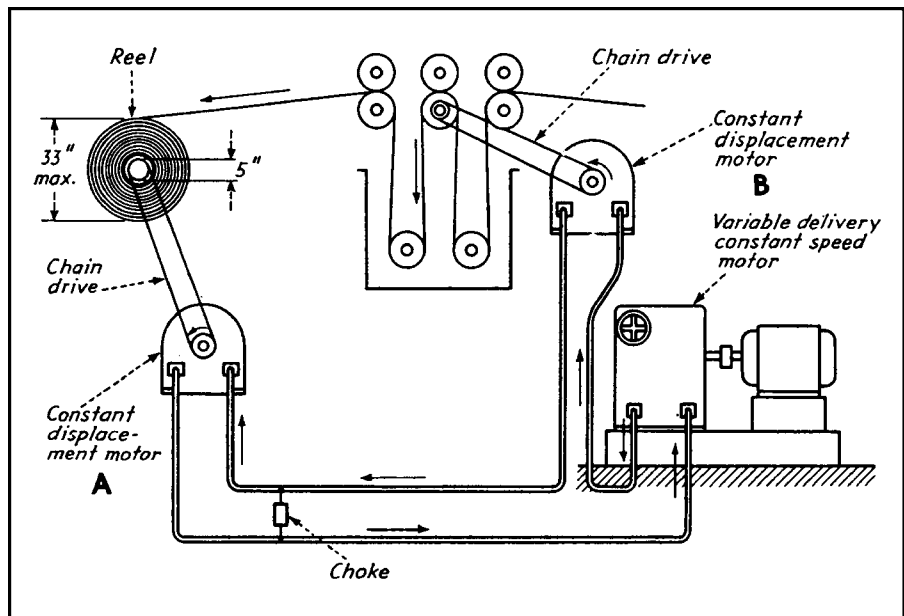 Reel
Chain drive
33"
max.
5"
Constant
displacement
motor
B
Variable delivery
constant speed
motor
Chain
drive
Constant
displace-
ment motor
A
Choke